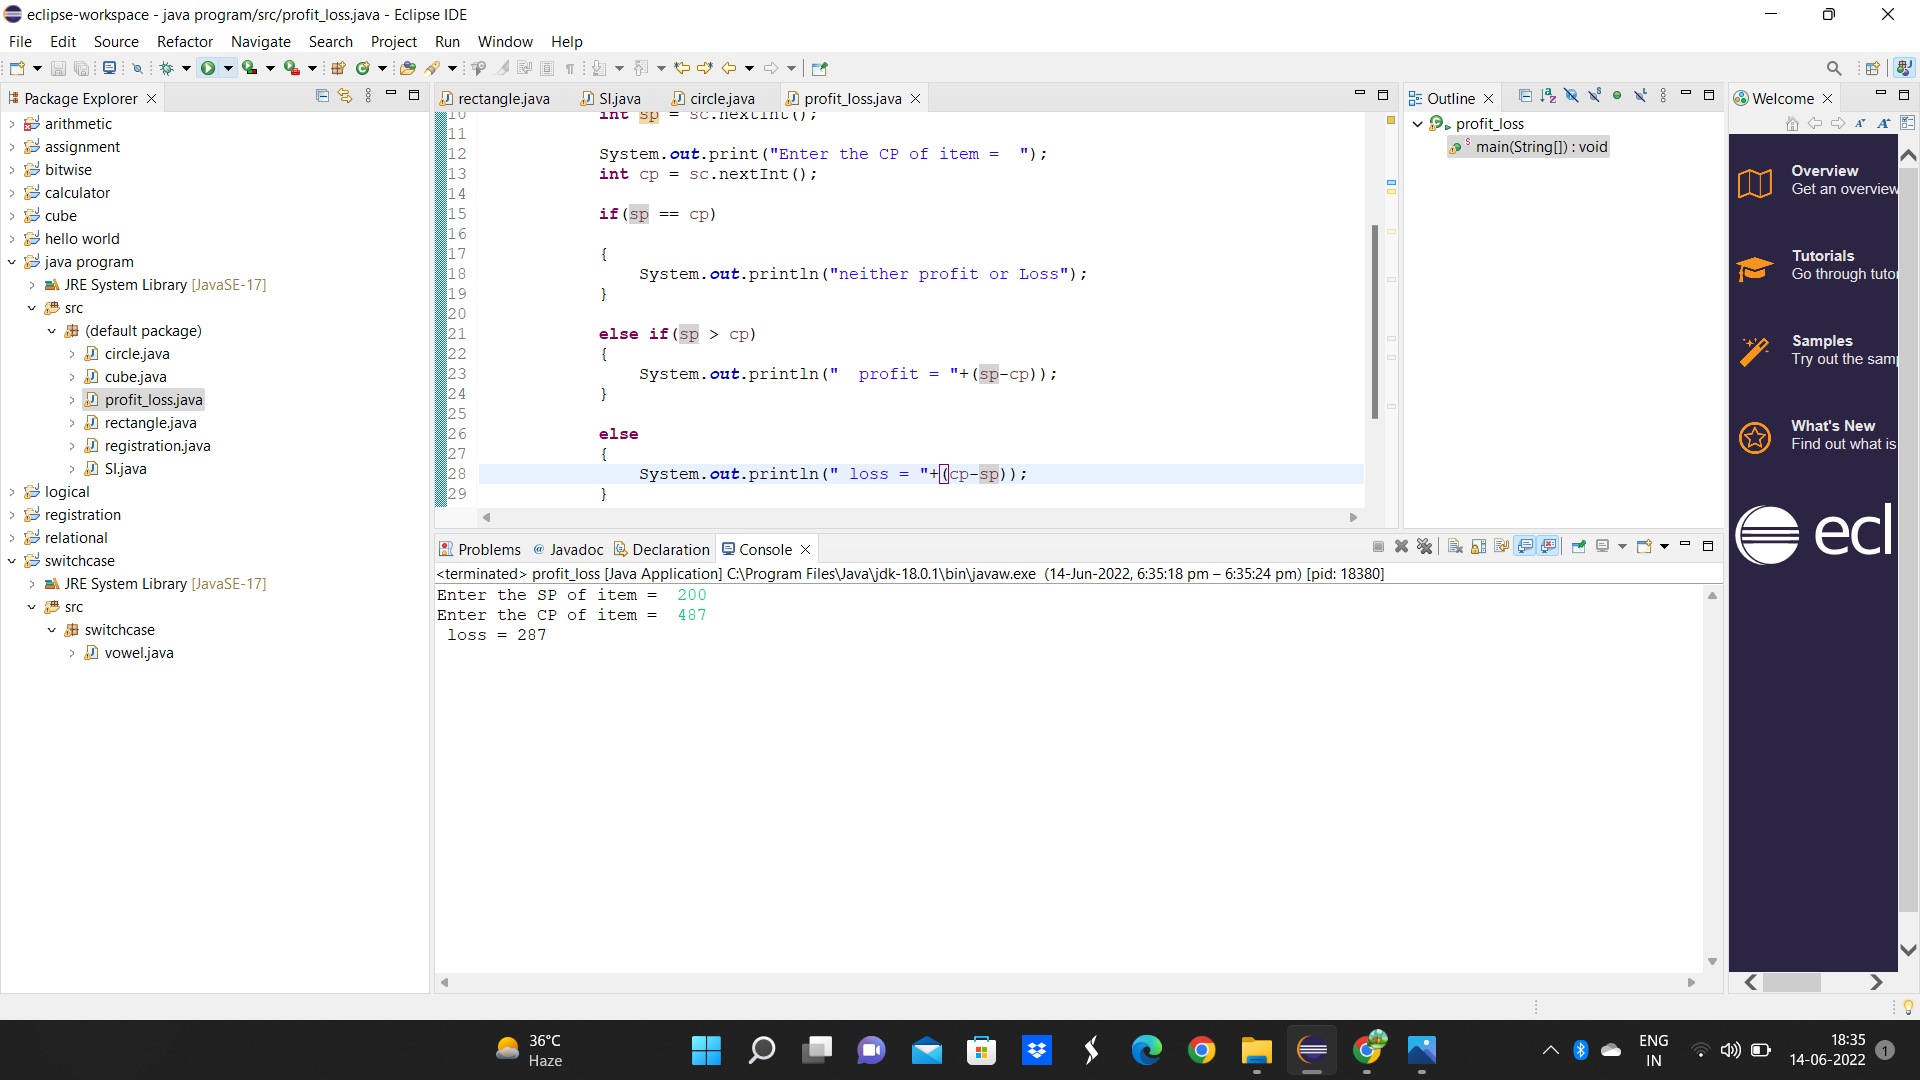 eclipse-workspace - java program/src/profit_loss.java - Eclipse IDE
File Edit Source Refactor Navigate Search Project Run Window Help
Package Explorer
arithmetic
assignment
bitwise
calculator
cube
hello world
java program
JRE System Library [JavaSE-17]
src
(default package)
circle.java
cube.java
profit_loss.java
rectangle.java
registration.java
SI.java
logical
registration
relational
switchcase
JRE System Library [JavaSE-17]
src
switchcase
vowel.java
rectangle.java SI.java circle.java profit_loss.java
10 int sp = sc.nextInt();
11
12 System.out.print("Enter the CP of item =  ");
13 int cp = sc.nextInt();
14
15 if(sp == cp)
16
17 {
18 System.out.println("neither profit or Loss");
19 }
20
21 else if(sp > cp)
22 {
23 System.out.println("  profit = "+(sp-cp));
24 }
25
26 else
27 {
28 System.out.println(" loss = "+(cp-sp));
29 }
Problems @ Javadoc Declaration Console
<terminated> profit_loss [Java Application] C:\Program Files\Java\jdk-18.0.1\bin\javaw.exe (14-Jun-2022, 6:35:18 pm – 6:35:24 pm) [pid: 18380]
Enter the SP of item =  200
Enter the CP of item =  487
loss = 287
Outline
profit_loss
main(String[]) : void
Welcome
Overview
Get an overview
Tutorials
Go through tutor
Samples
Try out the sam
What's New
Find out what is
ecl
36°C
Haze
ENG
IN
18:35
14-06-2022
1